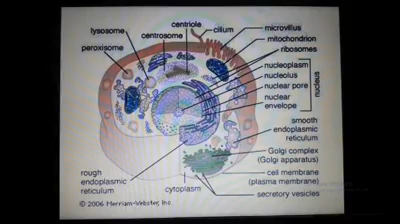 centriole
lysosome
cilium
microvillus
centrosome
mitochondrion
peroxisome
ribosomes
nucleoplasm
nucleolus
nuclear pore
nuclear
envelope
nucleus
smooth
endoplasmic
reticulum
Golgi complex
(Golgi apparatus)
rough
endoplasmic
reticulum
cell membrane
(plasma membrane)
cytoplasm
secretory vesicles
© 2006 Merriam-Webster, Inc.